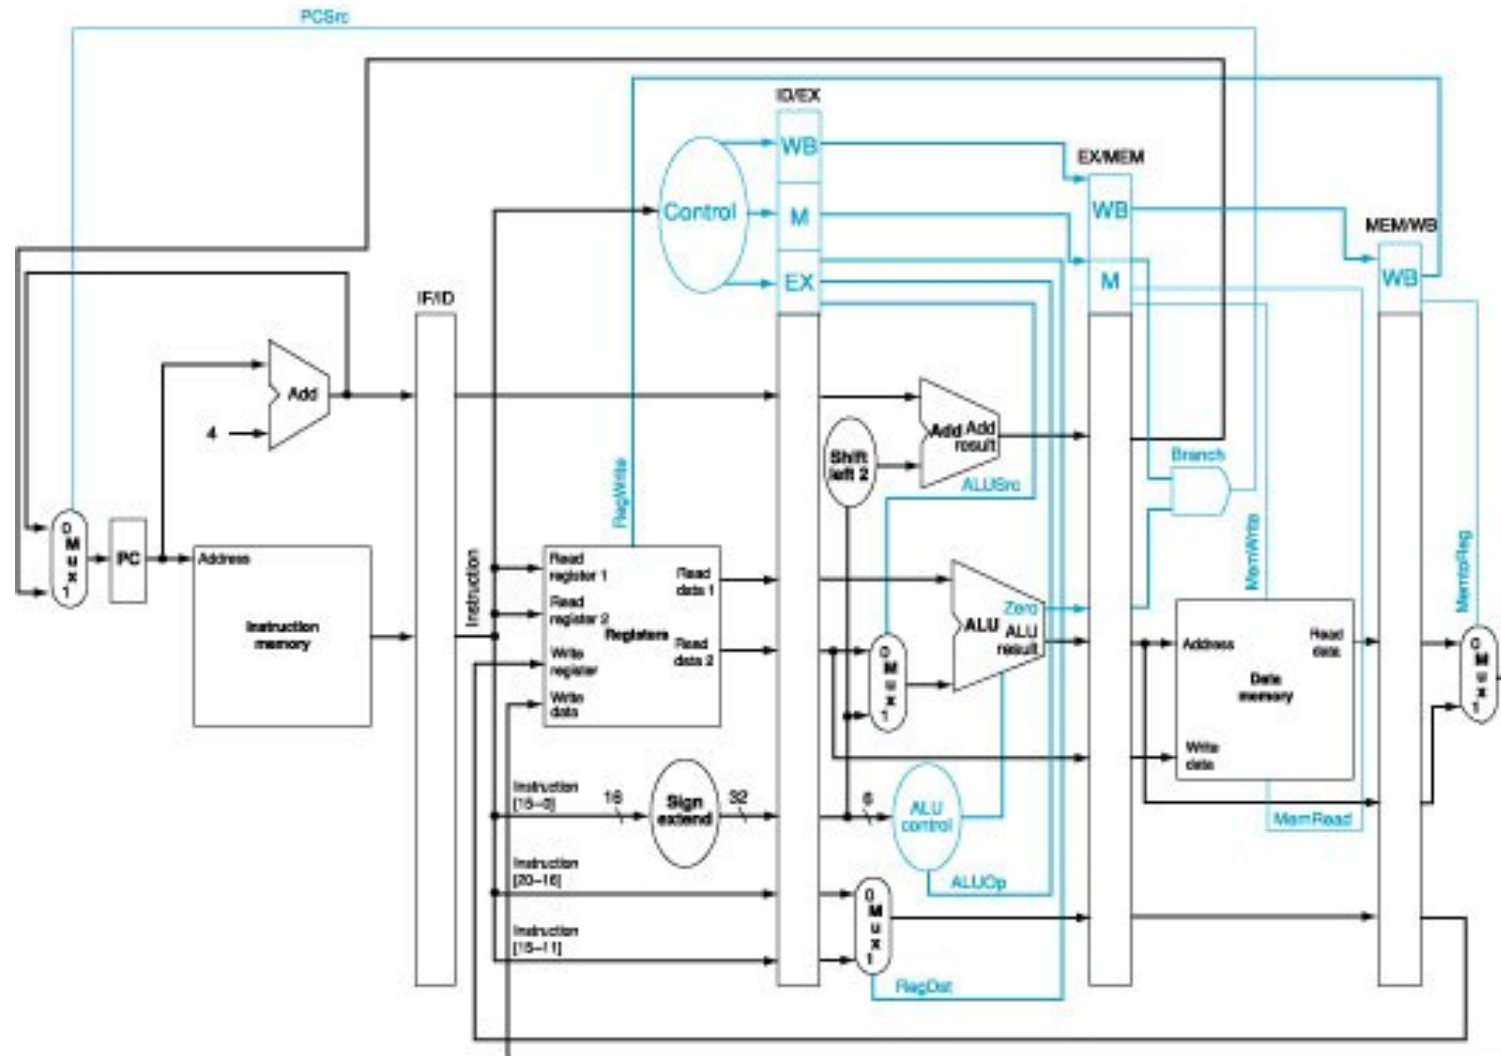 PCSrc
ID/EX
WB
EX/MEM
Control
M
WB
MEM/WB
EX
M
WB
IF/ID
Add
4
Shift
left 2
Add
Add
result
Branch
ALUSrc
RegWrite
MemWrite
MemtoReg
0
M
u
x
1
PC
Address
Instruction
memory
Instruction
Read
register 1
Read
register 2
Write
register
Write
data
Registers
Read
data 1
Read
data 2
0
M
u
x
1
Zero
ALU
ALU
result
Address
Read
data
Data
memory
Write
data
0
M
u
x
1
Instruction
[15–0]
16
Sign
extend
32
6
ALU
control
MemRead
Instruction
[20–16]
ALUOp
0
M
u
x
1
Instruction
[15–11]
RegDst